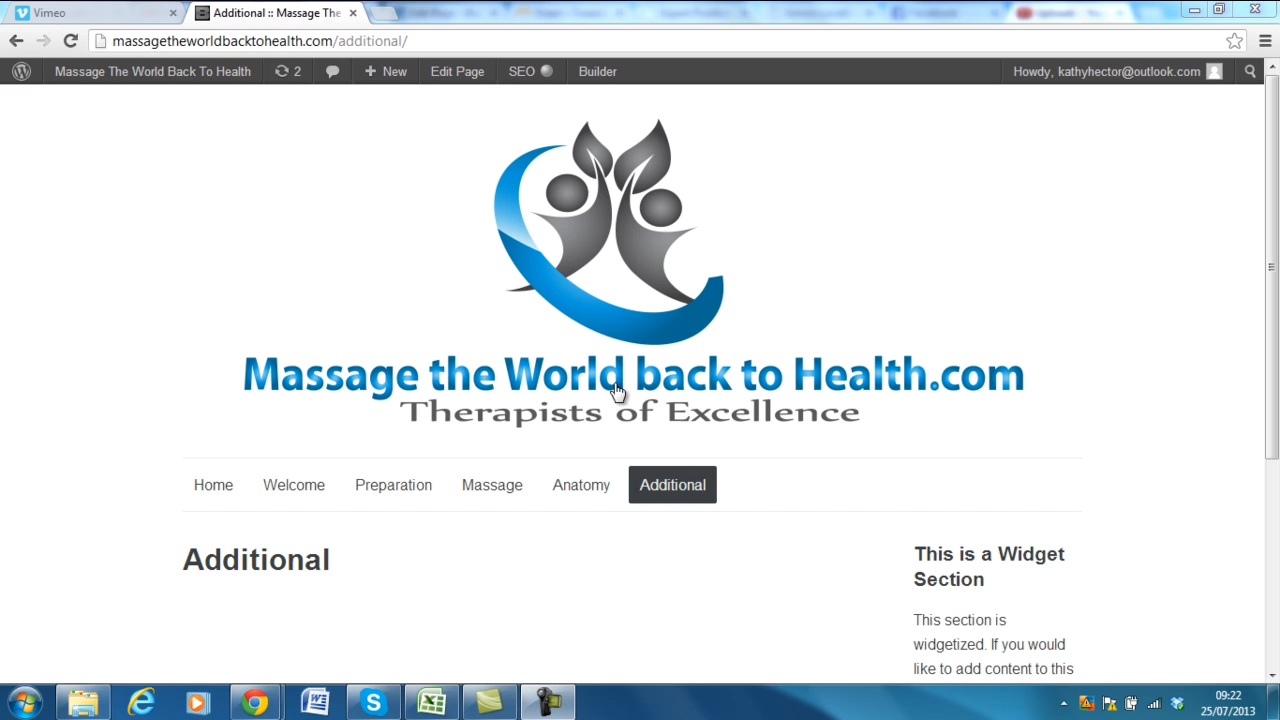 Vimeo
Additional :: Massage The
massagetheworldbacktohealth.com/additional/
Massage The World Back To Health 2 New Edit Page SEO Builder Howdy, kathyhector@outlook.com
Massage the World back to Health.com
Therapists of Excellence
Home Welcome Preparation Massage Anatomy Additional
Additional
This is a Widget
Section
This section is
widgetized. If you would
like to add content to this
09:22
25/07/2013